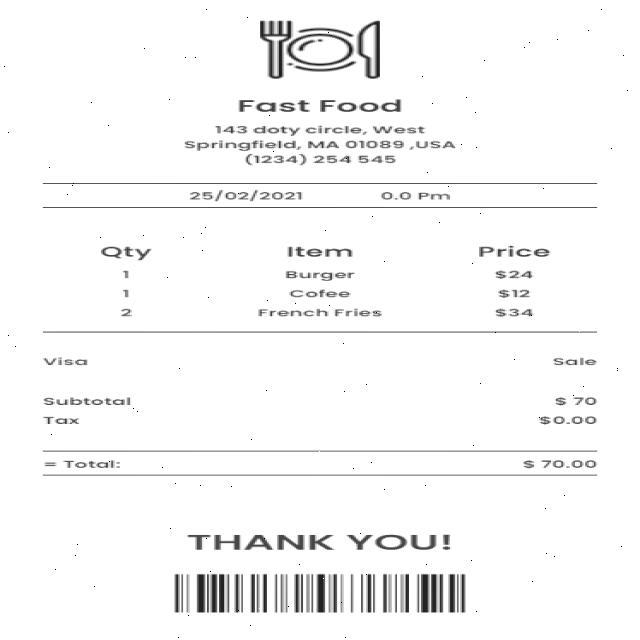 Fast Food
143 doty circle, West
Springfield, MA 01089 ,USA
(1234) 254 545
25/02/2021 0.0 Pm
Qty Item Price
1 Burger $24
1 Cofee $12
2 French Fries $34
Visa Sale
Subtotal $ 70
Tax $0.00
= Total: $ 70.00
THANK YOU!